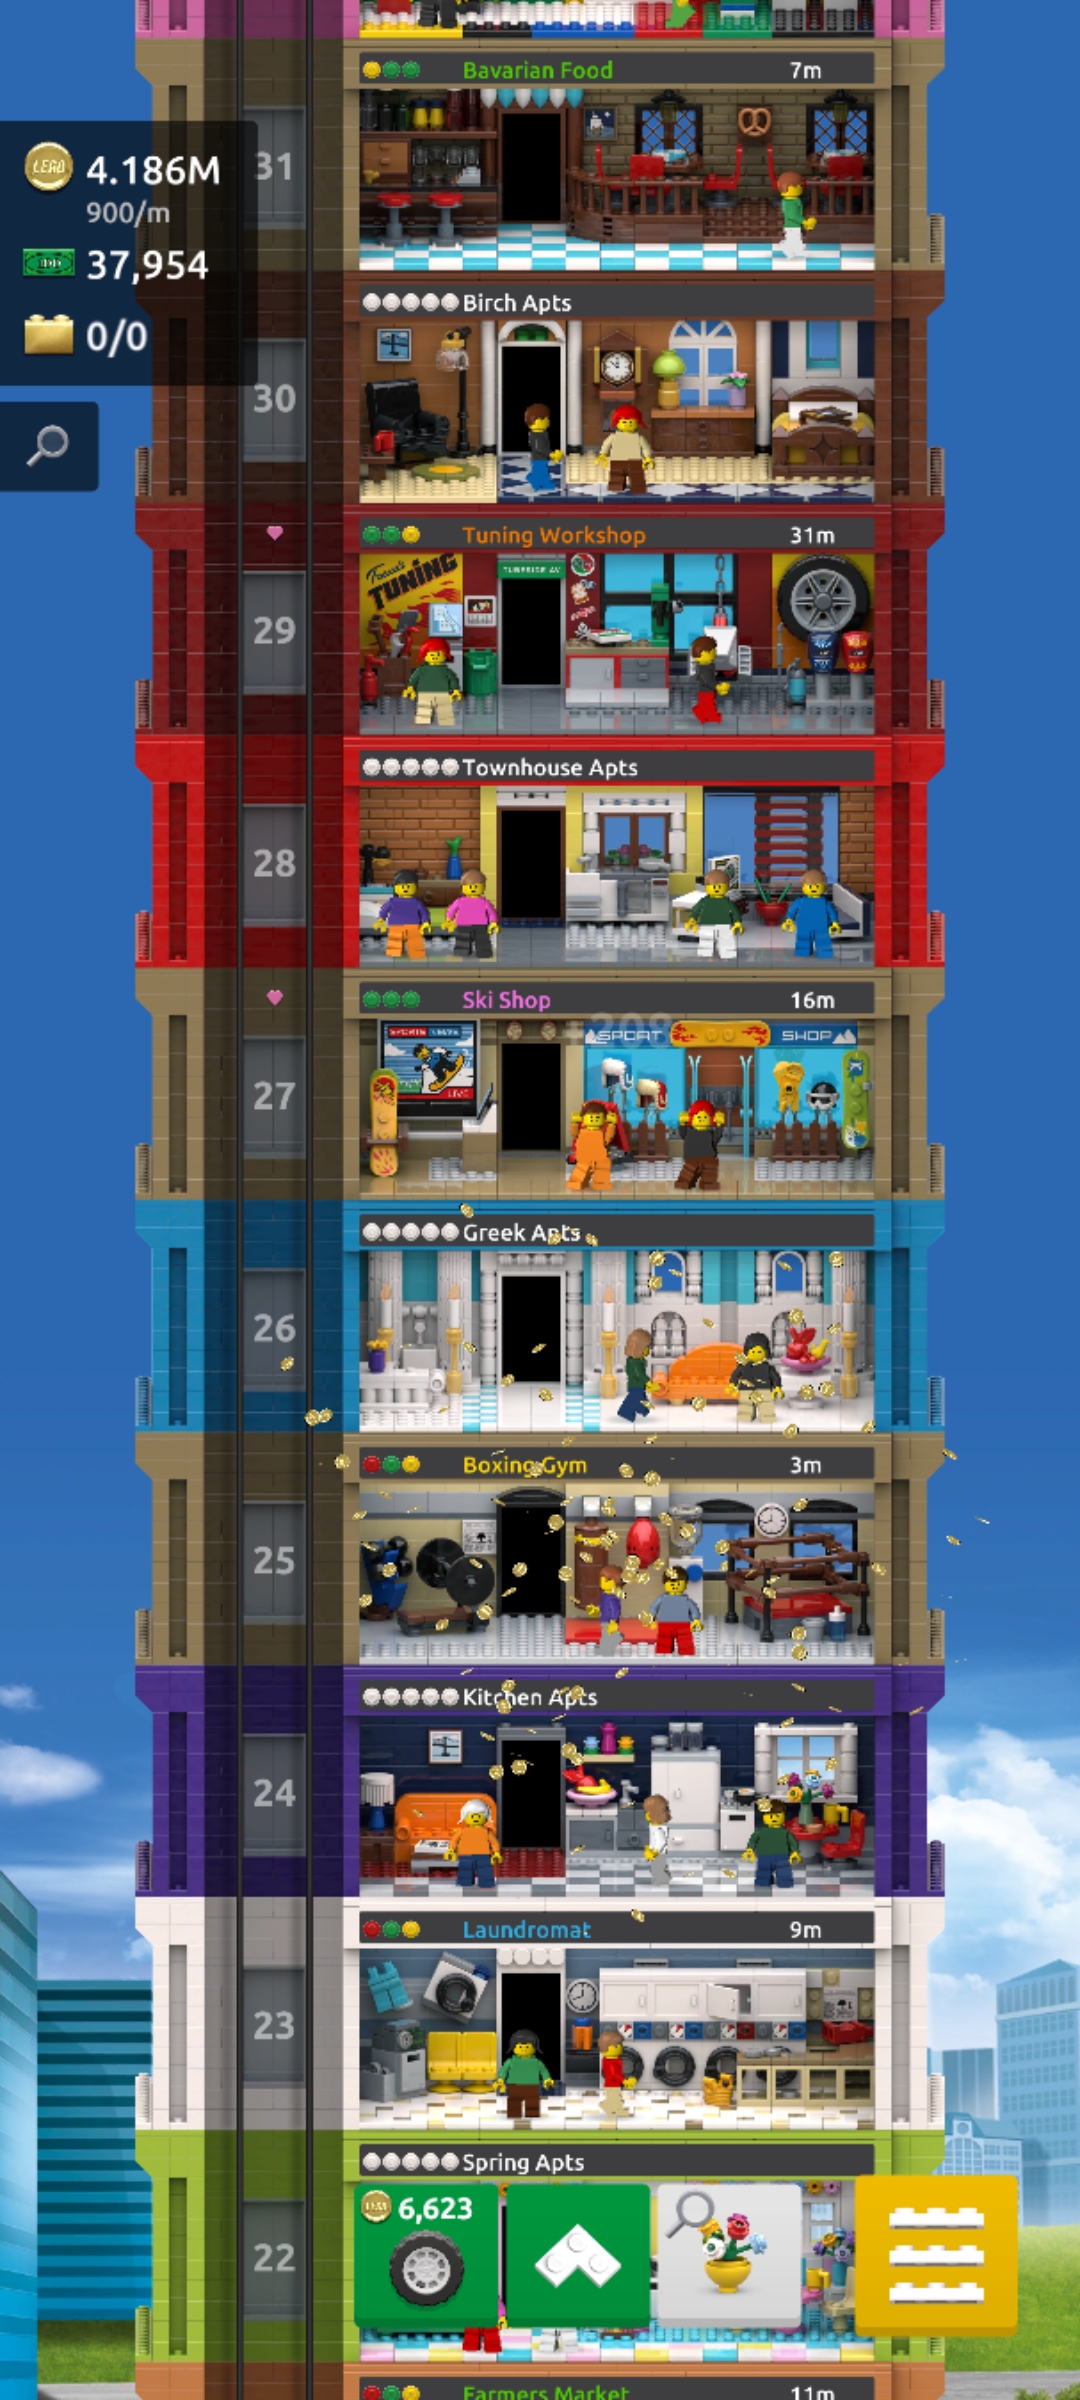 Bavarian Food 7m
31
LEGO 4.186M
900/m
37,954
0/0
Birch Apts
30
Tuning Workshop 31m
29
TUNING
Townhouse Apts
28
Ski Shop 16m
27
SPORT SHOP
LIVE
Greek Apts
26
Boxing Gym 3m
25
Kitchen Apts
24
Laundromat 9m
23
Spring Apts
22
6,623
Farmers Market 11m